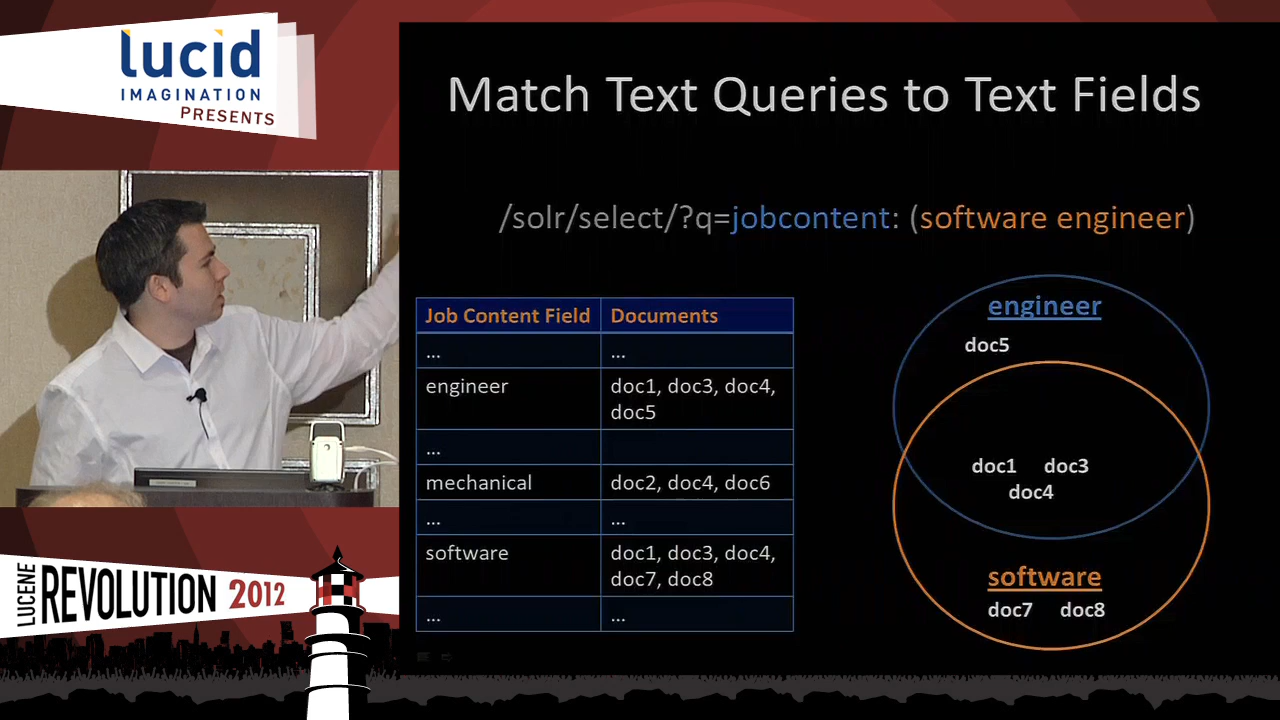 lucid
IMAGINATION
PRESENTS
Match Text Queries to Text Fields
/solr/select/?q=jobcontent: (software engineer)
Job Content Field Documents
... ...
engineer doc1, doc3, doc4,
doc5
...
mechanical doc2, doc4, doc6
... ...
software doc1, doc3, doc4,
doc7, doc8
... ...
engineer
doc5
doc1 doc3
doc4
software
doc7 doc8
LUCENE
REVOLUTION 2012